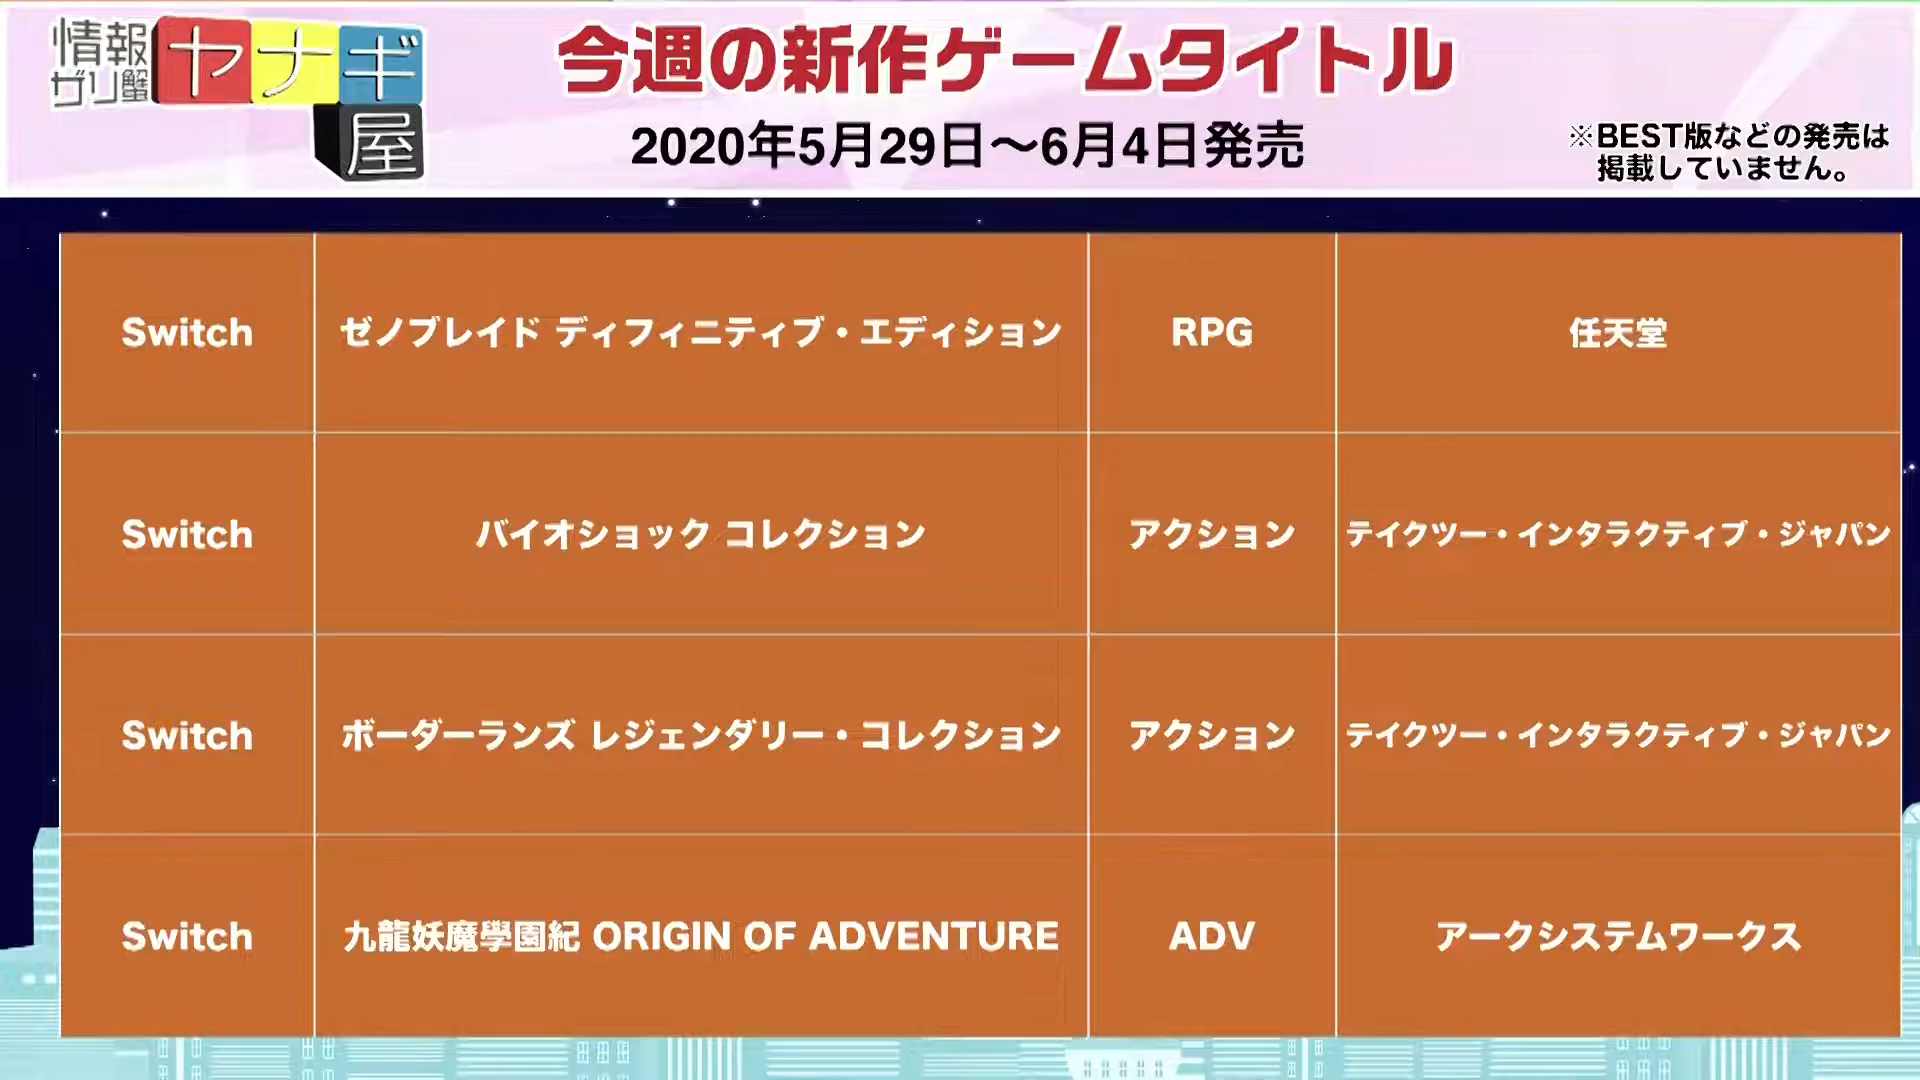 情報
ガリ蟹
ヤナギ
屋
今週の新作ゲームタイトル
2020年5月29日～6月4日発売
※BEST版などの発売は
掲載していません。
Switch ゼノブレイド ディフィニティブ・エディション RPG 任天堂
Switch バイオショック コレクション アクション テイクツー・インタラクティブ・ジャパン
Switch ボーダーランズ レジェンダリー・コレクション アクション テイクツー・インタラクティブ・ジャパン
Switch 九龍妖魔學園紀 ORIGIN OF ADVENTURE ADV アークシステムワークス